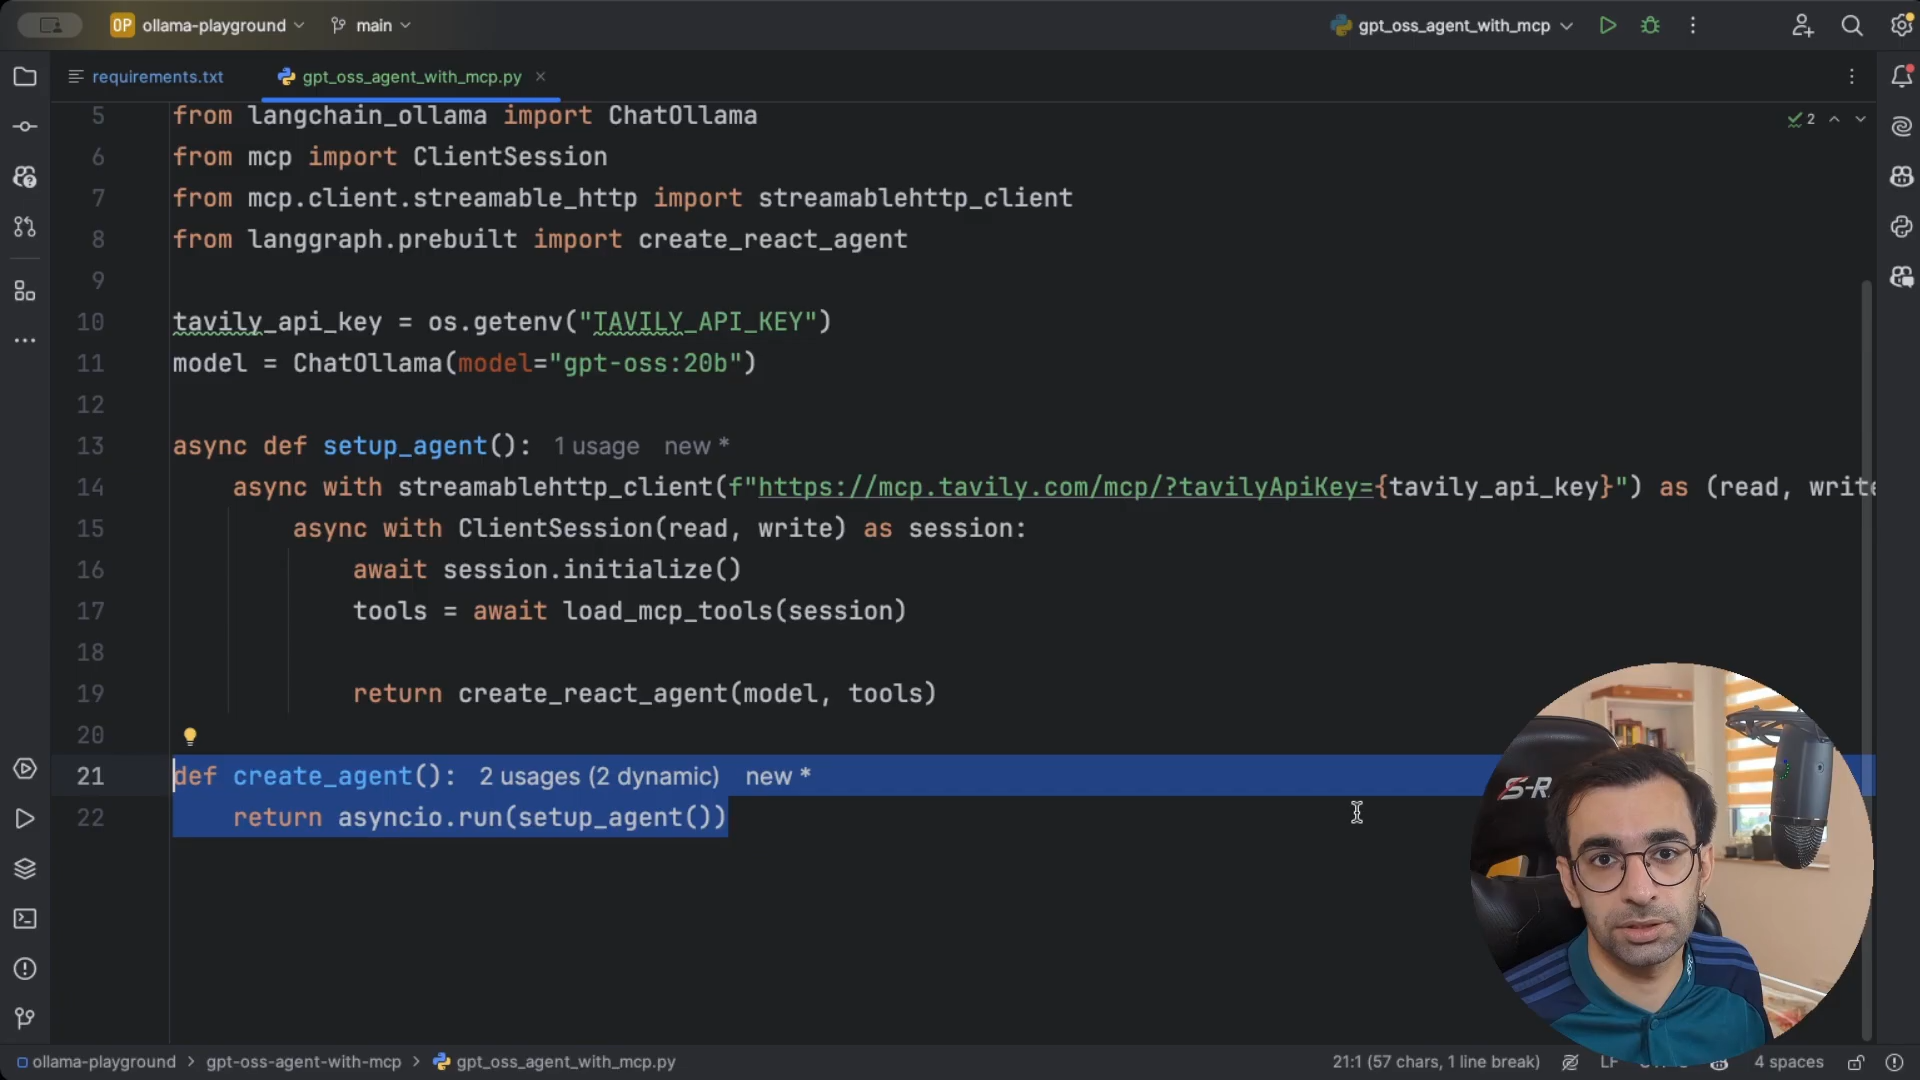 OP ollama-playground main gpt_oss_agent_with_mcp
requirements.txt gpt_oss_agent_with_mcp.py
2
5 from langchain_ollama import ChatOllama
6 from mcp import ClientSession
7 from mcp.client.streamable_http import streamablehttp_client
8 from langgraph.prebuilt import create_react_agent
9
10 tavily_api_key = os.getenv("TAVILY_API_KEY")
11 model = ChatOllama(model="gpt-oss:20b")
12
13 async def setup_agent(): 1 usage new *
14 async with streamablehttp_client(f"https://mcp.tavily.com/mcp/?tavilyApiKey={tavily_api_key}") as (read, write
15 async with ClientSession(read, write) as session:
16 await session.initialize()
17 tools = await load_mcp_tools(session)
18
19 return create_react_agent(model, tools)
20
21 def create_agent(): 2 usages (2 dynamic) new *
22 return asyncio.run(setup_agent())
S-R
ollama-playground > gpt-oss-agent-with-mcp > gpt_oss_agent_with_mcp.py 21:1 (57 chars, 1 line break) LF 4 spaces